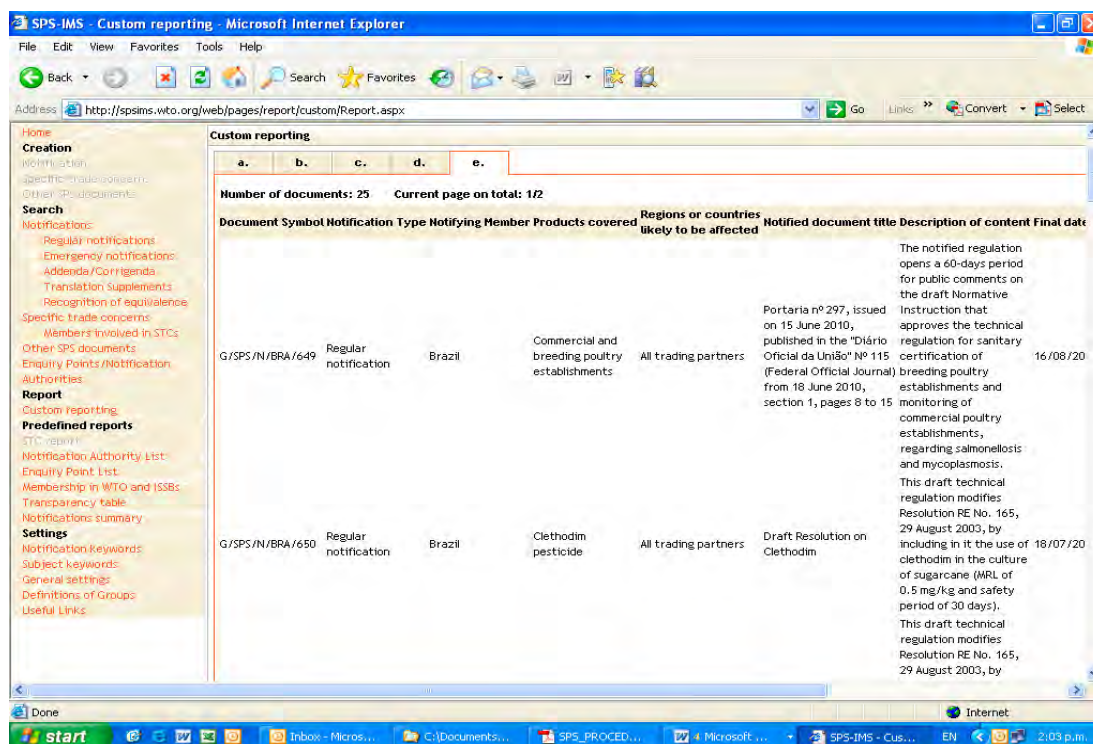 SPS-IMS - Custom reporting - Microsoft Internet Explorer
File Edit View Favorites Tools Help
Back Search Favorites
Address http://spsims.wto.org/web/pages/report/custom/Report.aspx Go Links » Convert Select
Home
Creation
Notification
Specific trade concerns
Other SPS documents
Search
Notifications
Regular notifications
Emergency notifications
Addenda/Corrigenda
Translation Supplements
Recognition of equivalence
Specific trade concerns
Members involved in STCs
Other SPS documents
Enquiry Points/Notification
Authorities
Report
Custom reporting
Predefined reports
STC report
Notification Authority List
Enquiry Point List
Membership in WTO and ISSBs
Transparency table
Notifications summary
Settings
Notification Keywords
Subject keywords
General settings
Definitions of Groups
Useful Links
Custom reporting
a. b. c. d. e.
Number of documents: 25 Current page on total: 1/2
Document Symbol Notification Type Notifying Member Products covered Regions or countries likely to be affected Notified document title Description of content Final date
G/SPS/N/BRA/649
Regular
notification
Brazil
Commercial and
breeding poultry
establishments
All trading partners
Portaria nº 297, issued
on 15 June 2010,
published in the "Diário
Oficial da União" Nº 115
(Federal Official Journal)
from 18 June 2010,
section 1, pages 8 to 15
The notified regulation
opens a 60-days period
for public comments on
the draft Normative
Instruction that
approves the technical
regulation for sanitary
certification of
breeding poultry
establishments and
monitoring of
commercial poultry
establishments,
regarding salmonellosis
and mycoplasmosis.
16/08/20
G/SPS/N/BRA/650
Regular
notification
Brazil
Clethodim
pesticide
All trading partners
Draft Resolution on
Clethodim
This draft technical
regulation modifies
Resolution RE No. 165,
29 August 2003, by
including in it the use of
clethodim in the culture
of sugarcane (MRL of
0.5 mg/kg and safety
period of 30 days).
18/07/20
This draft technical
regulation modifies
Resolution RE No. 165,
29 August 2003, by
Done Internet
start Inbox - Micros... C:\Documents... SPS_PROCED... 4 Microsoft ... SPS-IMS - Cus... EN 2:03 p.m.